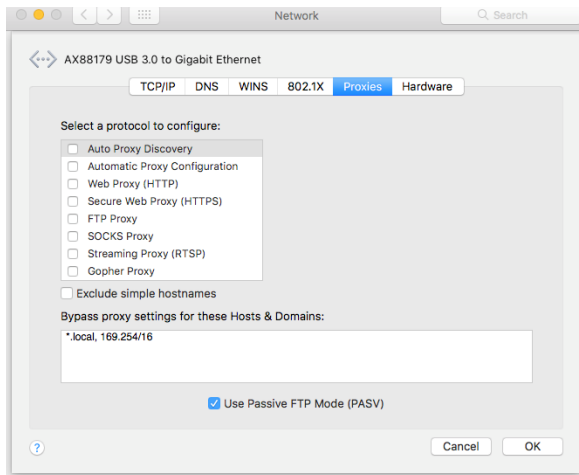 Network
Search
AX88179 USB 3.0 to Gigabit Ethernet
TCP/IP DNS WINS 802.1X Proxies Hardware
Select a protocol to configure:
Auto Proxy Discovery
Automatic Proxy Configuration
Web Proxy (HTTP)
Secure Web Proxy (HTTPS)
FTP Proxy
SOCKS Proxy
Streaming Proxy (RTSP)
Gopher Proxy
Exclude simple hostnames
Bypass proxy settings for these Hosts & Domains:
*.local, 169.254/16
Use Passive FTP Mode (PASV)
? Cancel OK